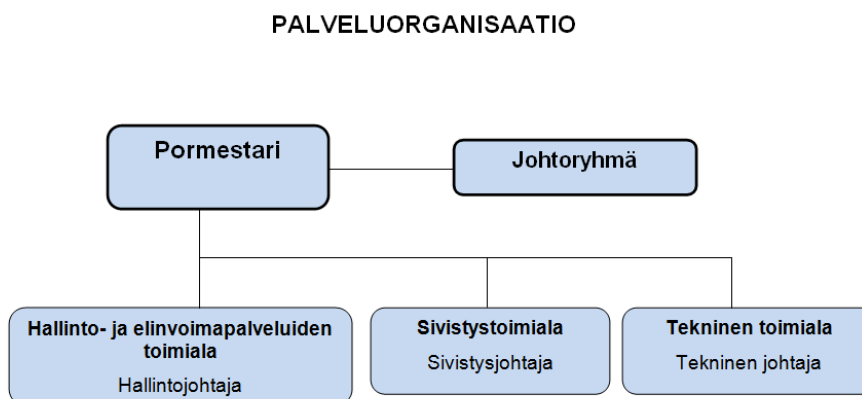 PALVELUORGANISAATIO
Pormestari
Johtoryhmä
Hallinto- ja elinvoimapalveluiden
toimiala
Hallintojohtaja
Sivistystoimiala
Sivistysjohtaja
Tekninen toimiala
Tekninen johtaja